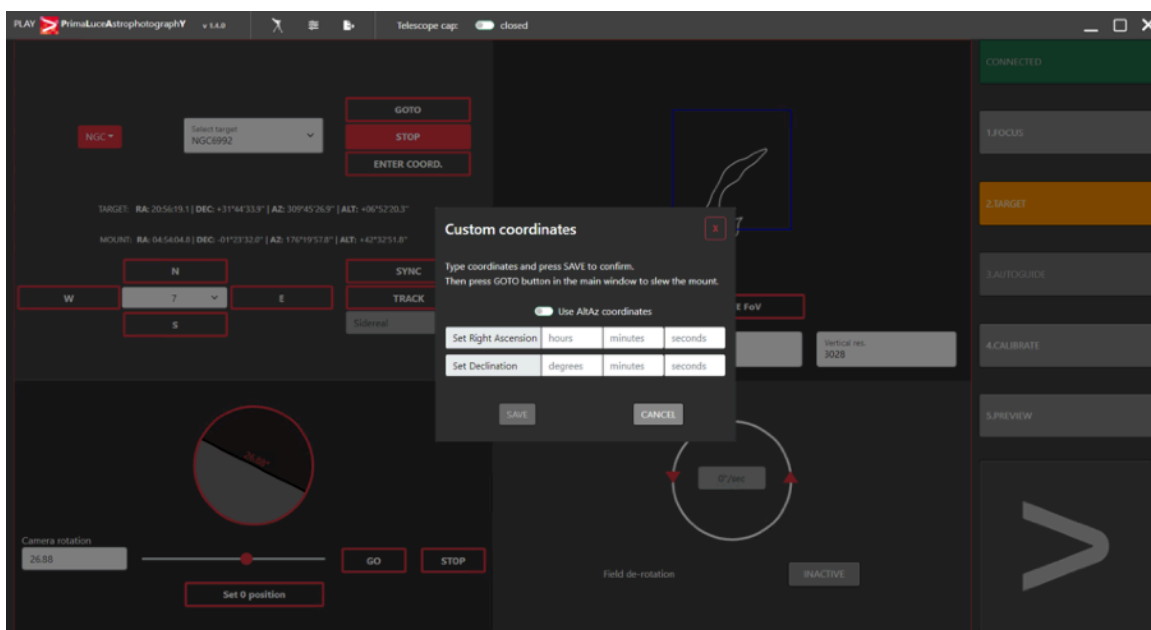 PLAY PrimaLuceAstrophotographY v 1.4.0 Telescope cap: closed
CONNECTED
GOTO
NGC Select target
NGC6992
STOP
1.FOCUS
ENTER COORD.
TARGET: RA: 20:56:19.1 | DEC: +31°44'33.9" | AZ: 309°45'26.9" | ALT: +06°52'20.3"
2.TARGET
MOUNT: RA: 04:54:04.8 | DEC: -01°23'32.0" | AZ: 176°19'57.8" | ALT: +42°32'51.8"
Custom coordinates X
Type coordinates and press SAVE to confirm.
Then press GOTO button in the main window to slew the mount.
N SYNC
3.AUTOGUIDE
W 7 E TRACK
E FoV
Use AltAz coordinates
S Sidereal
Set Right Ascension hours minutes seconds
Vertical res.
3028
4.CALIBRATE
Set Declination degrees minutes seconds
SAVE CANCEL
5.PREVIEW
26.88°
0°/sec
Camera rotation
26.88
GO STOP
Field de-rotation INACTIVE
Set 0 position